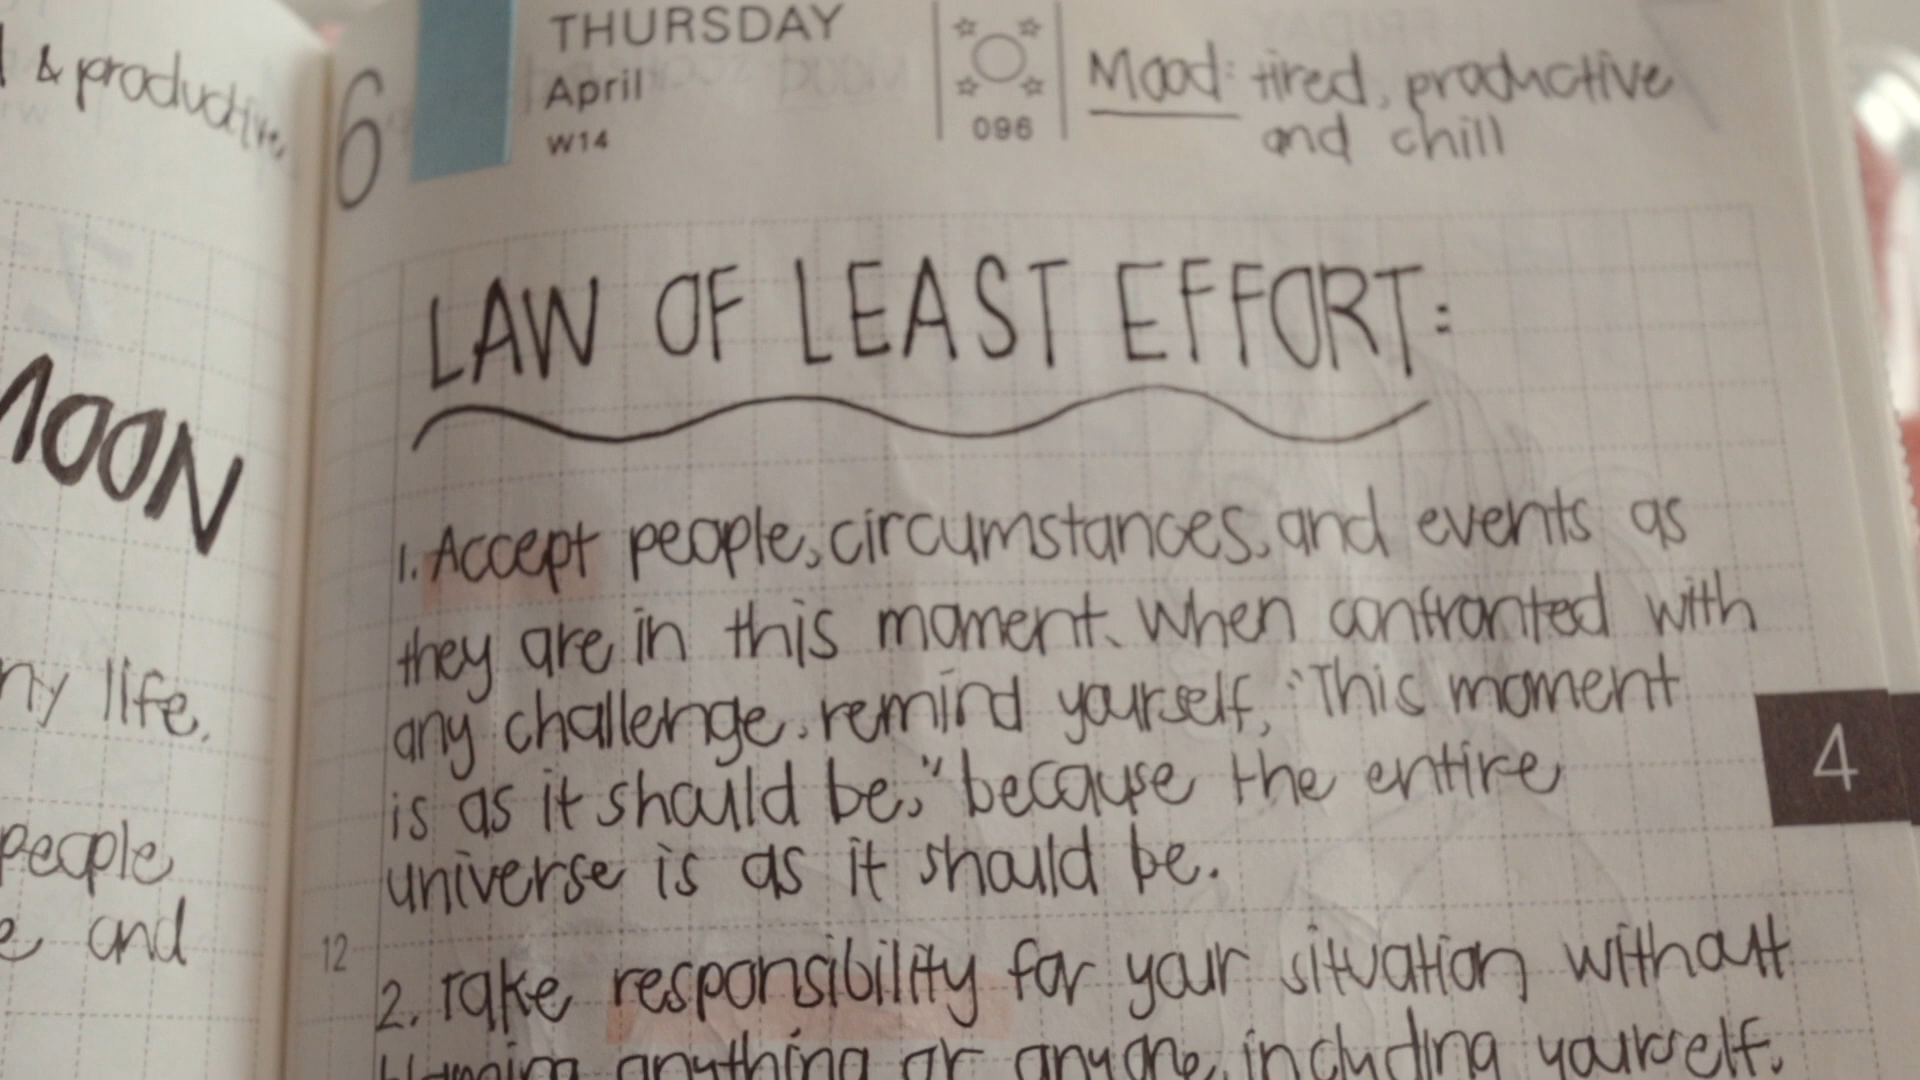 & productive
MOON
my life.
people
and
6
THURSDAY
April
W14
096
Mood: tired, productive
and chill
LAW OF LEAST EFFORT:
1. Accept people, circumstances, and events as
they are in this moment. When confronted with
any challenge, remind yourself, "This moment
is as it should be," because the entire
universe is as it should be.
4
12
2. Take responsibility for your situation without
blaming anything or anyone, including yourself.